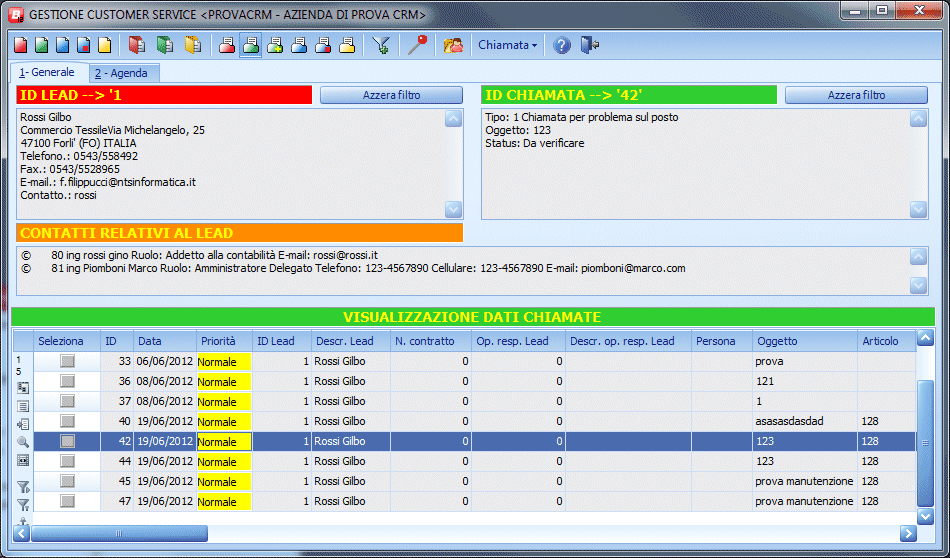 GESTIONE CUSTOMER SERVICE <PROVACRM - AZIENDA DI PROVA CRM>
Chiamata
1- Generale 2 - Agenda
ID LEAD --> '1 Azzera filtro ID CHIAMATA --> '42' Azzera filtro
Rossi Gilbo
Commercio TessileVia Michelangelo, 25
47100 Forli' (FO) ITALIA
Telefono.: 0543/558492
Fax.: 0543/5528965
E-mail.: f.filippucci@ntsinformatica.it
Contatto.: rossi
Tipo: 1 Chiamata per problema sul posto
Oggetto: 123
Status: Da verificare
CONTATTI RELATIVI AL LEAD
© 80 ing rossi gino Ruolo: Addetto alla contabilità E-mail: rossi@rossi.it
© 81 ing Piomboni Marco Ruolo: Amministratore Delegato Telefono: 123-4567890 Cellulare: 123-4567890 E-mail: piomboni@marco.com
VISUALIZZAZIONE DATI CHIAMATE
Seleziona ID Data Priorità ID Lead Descr. Lead N. contratto Op. resp. Lead Descr. op. resp. Lead Persona Oggetto Articolo
1
5
33 06/06/2012 Normale 1 Rossi Gilbo 0 0 prova
36 08/06/2012 Normale 1 Rossi Gilbo 0 0 121
37 08/06/2012 Normale 1 Rossi Gilbo 0 0 1
40 19/06/2012 Normale 1 Rossi Gilbo 0 0 asasasdasdad 128
42 19/06/2012 Normale 1 Rossi Gilbo 0 0 123 128
44 19/06/2012 Normale 1 Rossi Gilbo 0 0 123 128
45 19/06/2012 Normale 1 Rossi Gilbo 0 0 prova manutenzione 128
47 19/06/2012 Normale 1 Rossi Gilbo 0 0 prova manutenzione 128